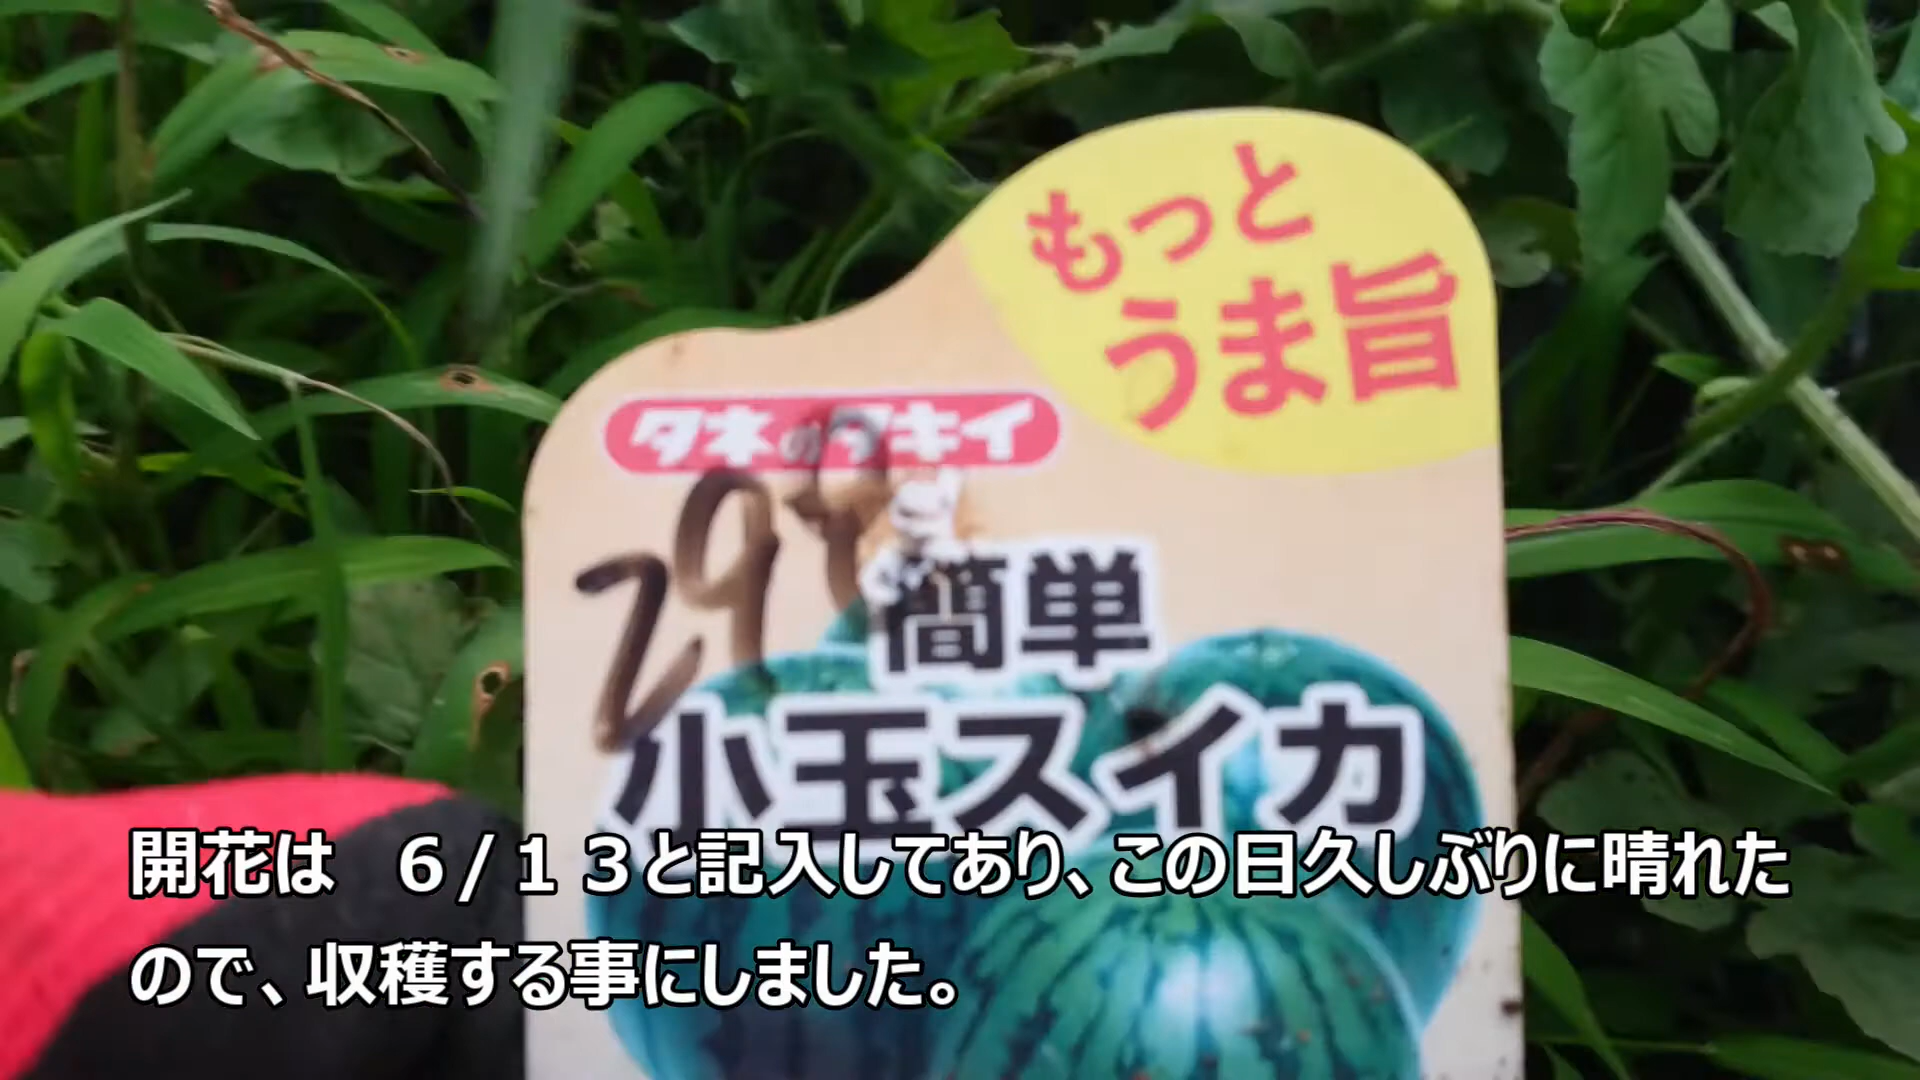 もっと
うま旨
タネのタキイ
298
簡単
小玉スイカ
開花は　６/１３と記入してあり、この日久しぶりに晴れた
ので、収穫する事にしました。